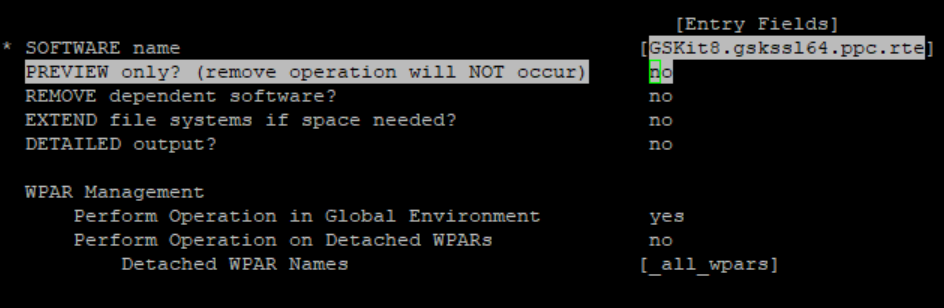 [Entry Fields]
* SOFTWARE name [GSKit8.gskssl64.ppc.rte]
PREVIEW only? (remove operation will NOT occur) no
REMOVE dependent software? no
EXTEND file systems if space needed? no
DETAILED output? no
WPAR Management
Perform Operation in Global Environment yes
Perform Operation on Detached WPARs no
Detached WPAR Names [_all_wpars]